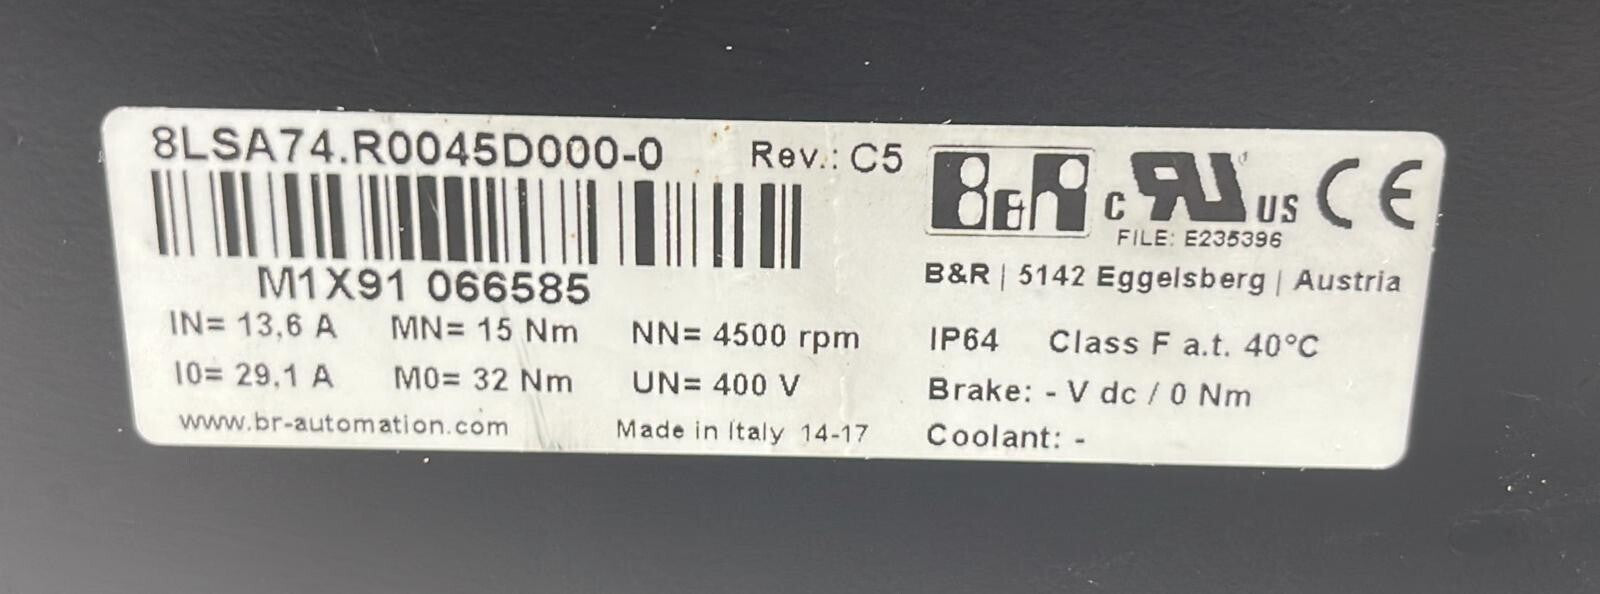 8LSA74.R0045D000-0 Rev.: C5
B&R c RU US CE
FILE: E235396
M1X91 066585
B&R | 5142 Eggelsberg | Austria
IN= 13,6 A MN= 15 Nm NN= 4500 rpm
I0= 29,1 A M0= 32 Nm UN= 400 V
www.br-automation.com Made in Italy 14-17
IP64 Class F a.t. 40°C
Brake: - V dc / 0 Nm
Coolant: -